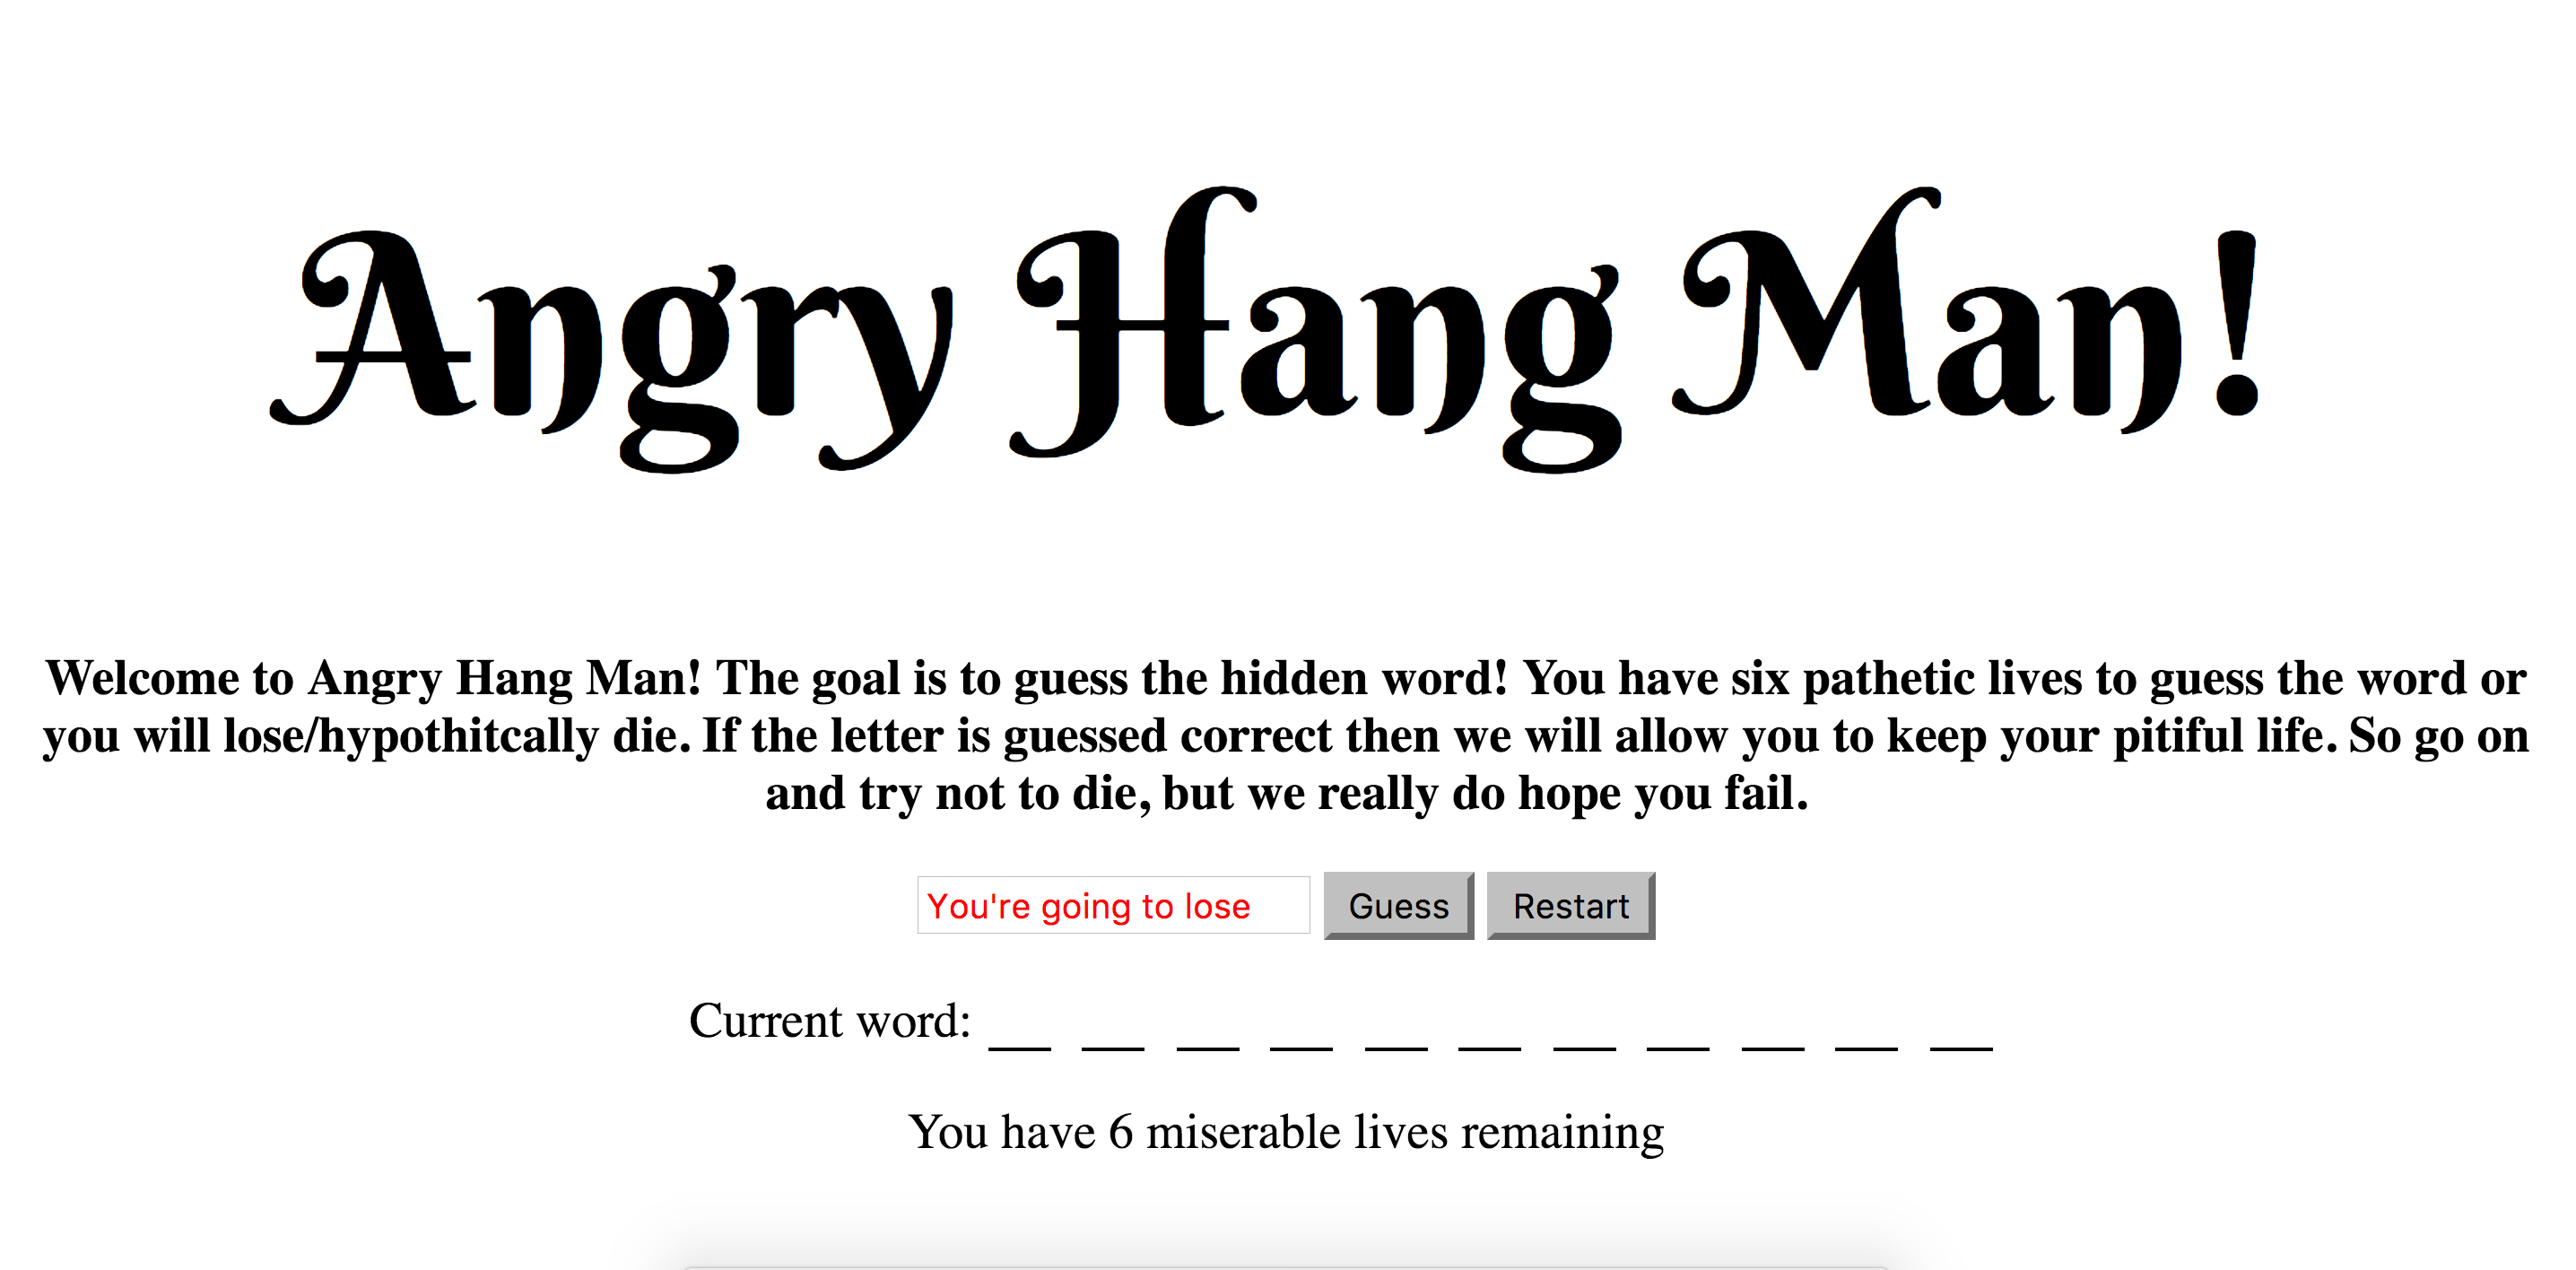 Angry Hang Man!
Welcome to Angry Hang Man! The goal is to guess the hidden word! You have six pathetic lives to guess the word or
you will lose/hypothitcally die. If the letter is guessed correct then we will allow you to keep your pitiful life. So go on
and try not to die, but we really do hope you fail.
You're going to lose Guess Restart
Current word: __ __ __ __ __ __ __ __ __ __ __
You have 6 miserable lives remaining